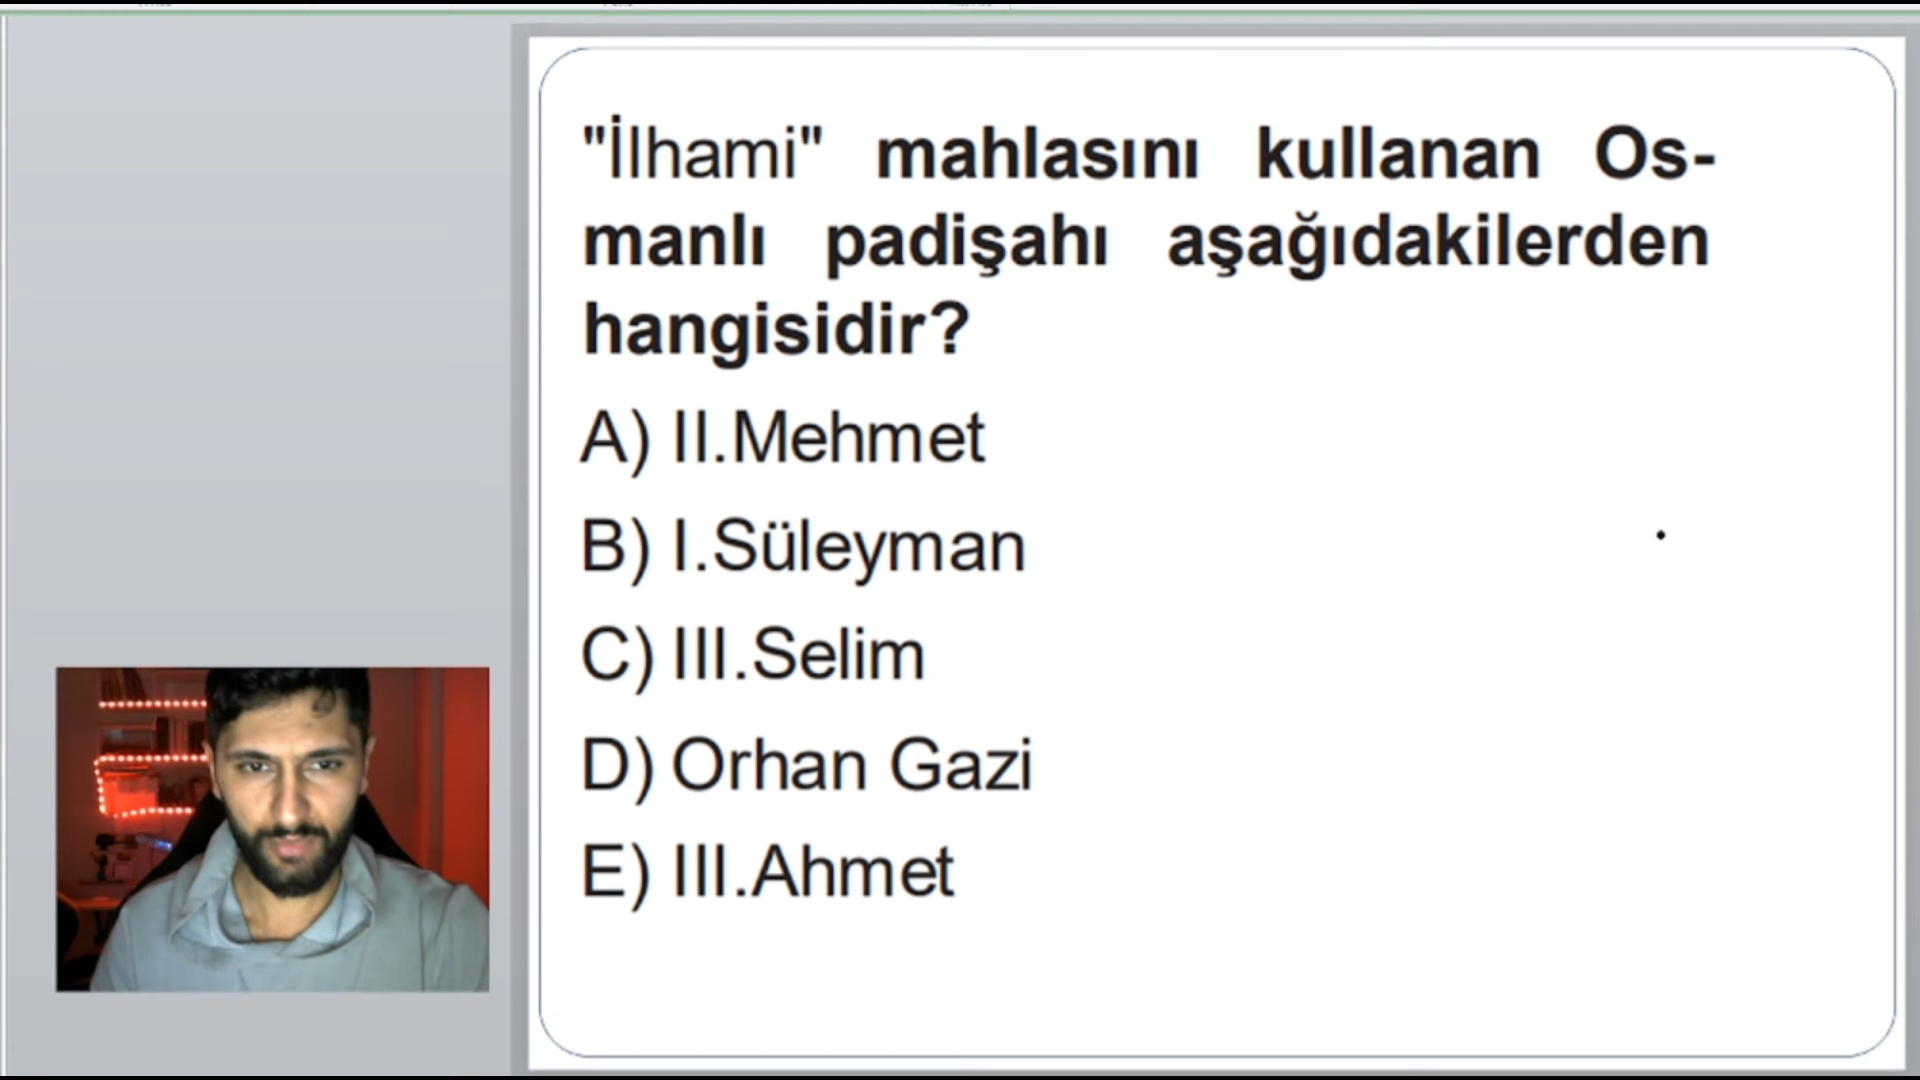 "İlhami" mahlasını kullanan Os-
manlı padişahı aşağıdakilerden
hangisidir?
A) II.Mehmet
B) I.Süleyman
C) III.Selim
D) Orhan Gazi
E) III.Ahmet